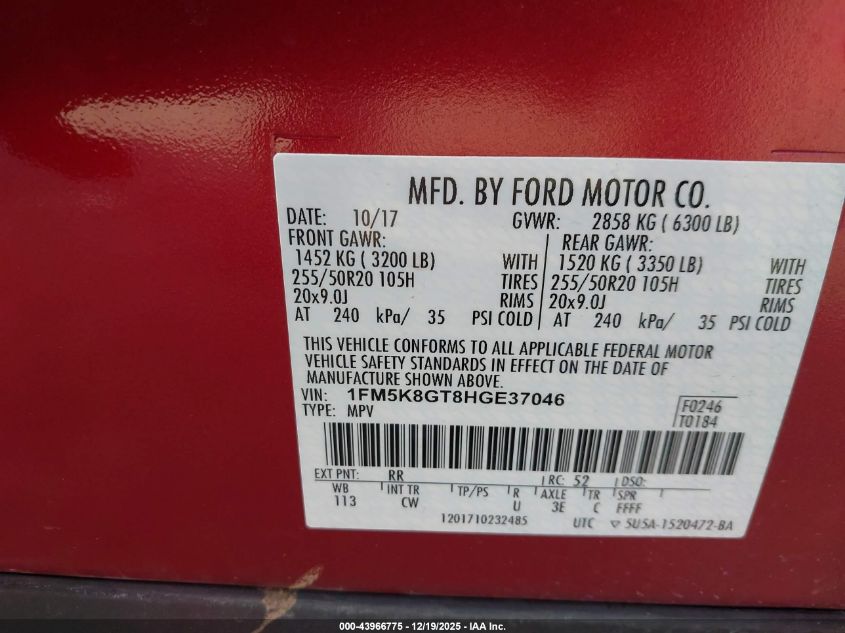 MFD. BY FORD MOTOR CO.
DATE: 10/17 GVWR: 2858 KG ( 6300 LB)
FRONT GAWR: REAR GAWR:
1452 KG ( 3200 LB) WITH 1520 KG ( 3350 LB) WITH
255/50R20 105H TIRES 255/50R20 105H TIRES
20x9.0J RIMS 20x9.0J RIMS
AT 240 kPa/ 35 PSI COLD AT 240 kPa/ 35 PSI COLD
THIS VEHICLE CONFORMS TO ALL APPLICABLE FEDERAL MOTOR
VEHICLE SAFETY STANDARDS IN EFFECT ON THE DATE OF
MANUFACTURE SHOWN ABOVE.
VIN: 1FM5K8GT8HGE37046 F0246
TYPE: MPV T0184
EXT PNT: RR RC: 52 DSO:
WB INT TR TP/PS R AXLE TR SPR
113 CW U 3E C FFFF
1201710232485 UTC SU5A-1520472-BA
000-43966775 - 12/19/2025 - IAA Inc.